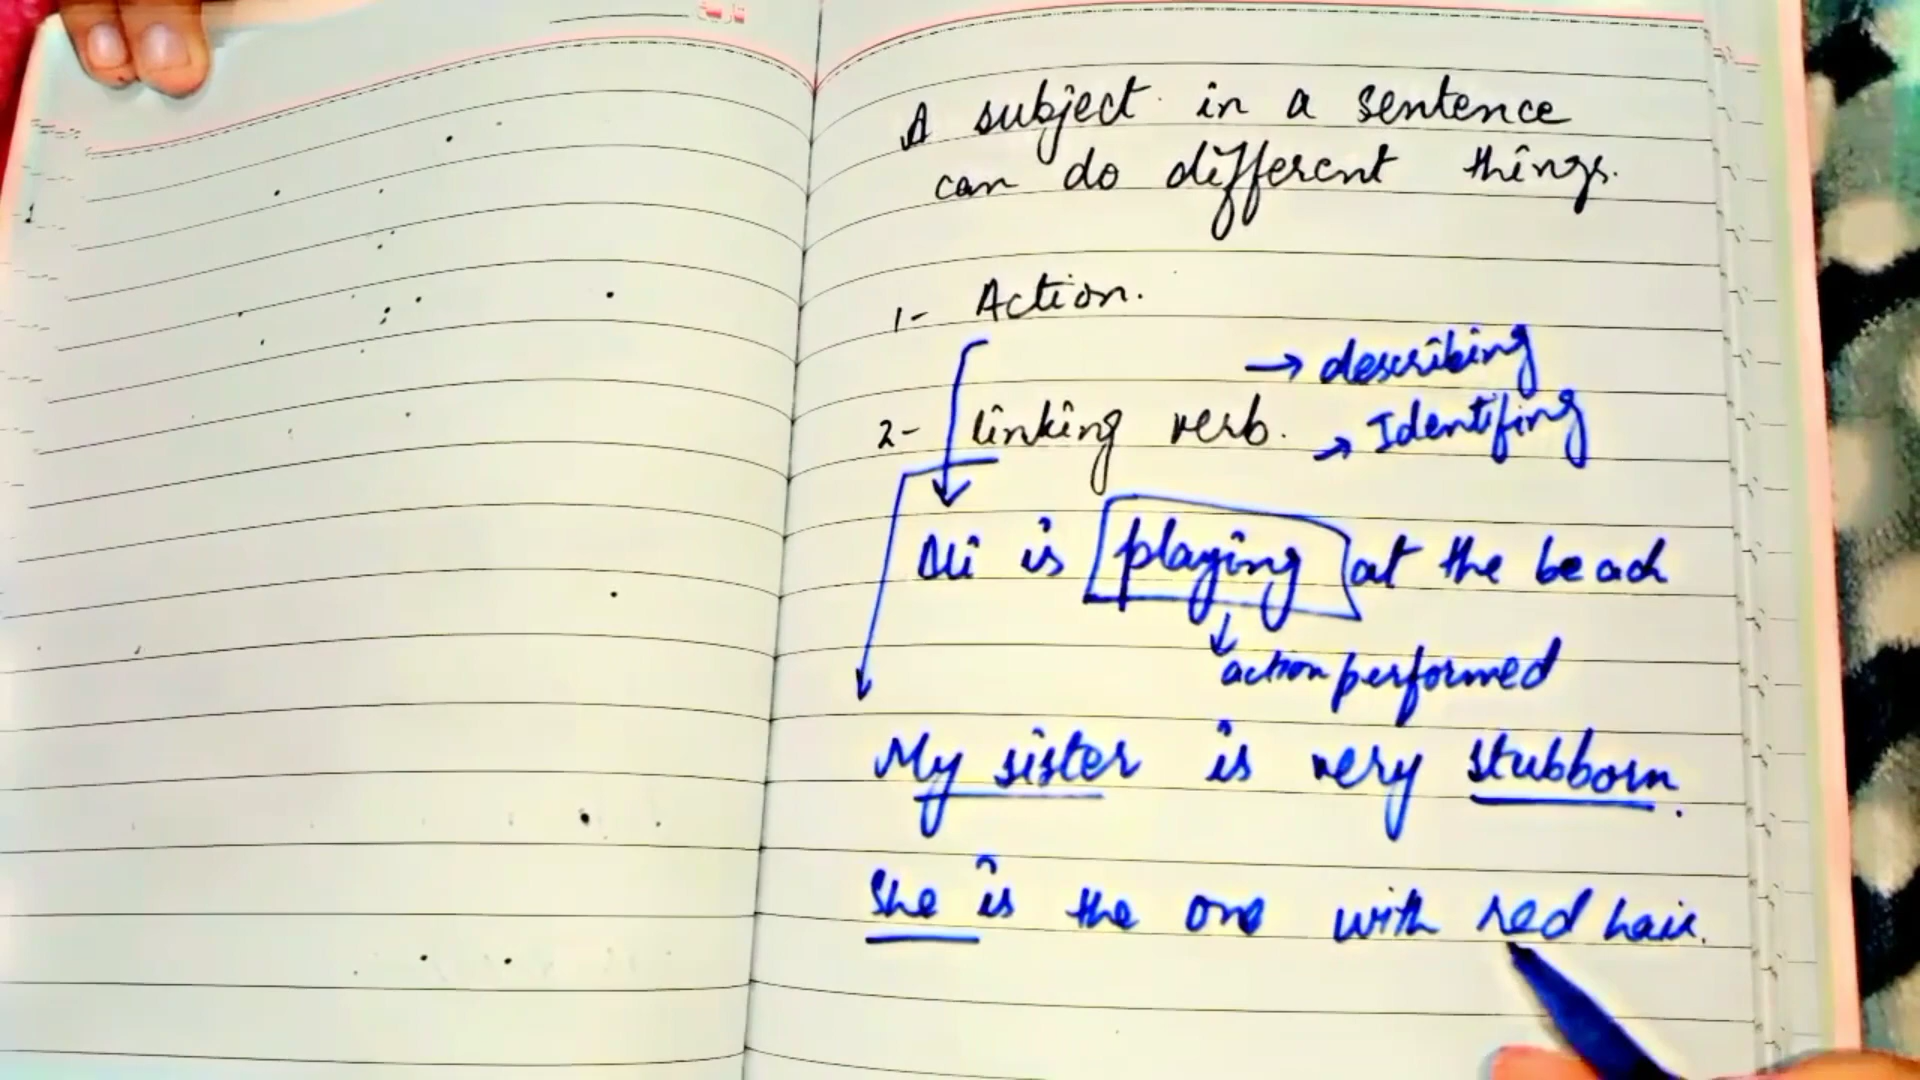 A subject in a sentence
can do different things.
1- Action.
→ describing
2- linking verb. → Identifing
Ali is playing at the beach
↓
action performed
My sister is very stubborn.
She is the one with red hair.